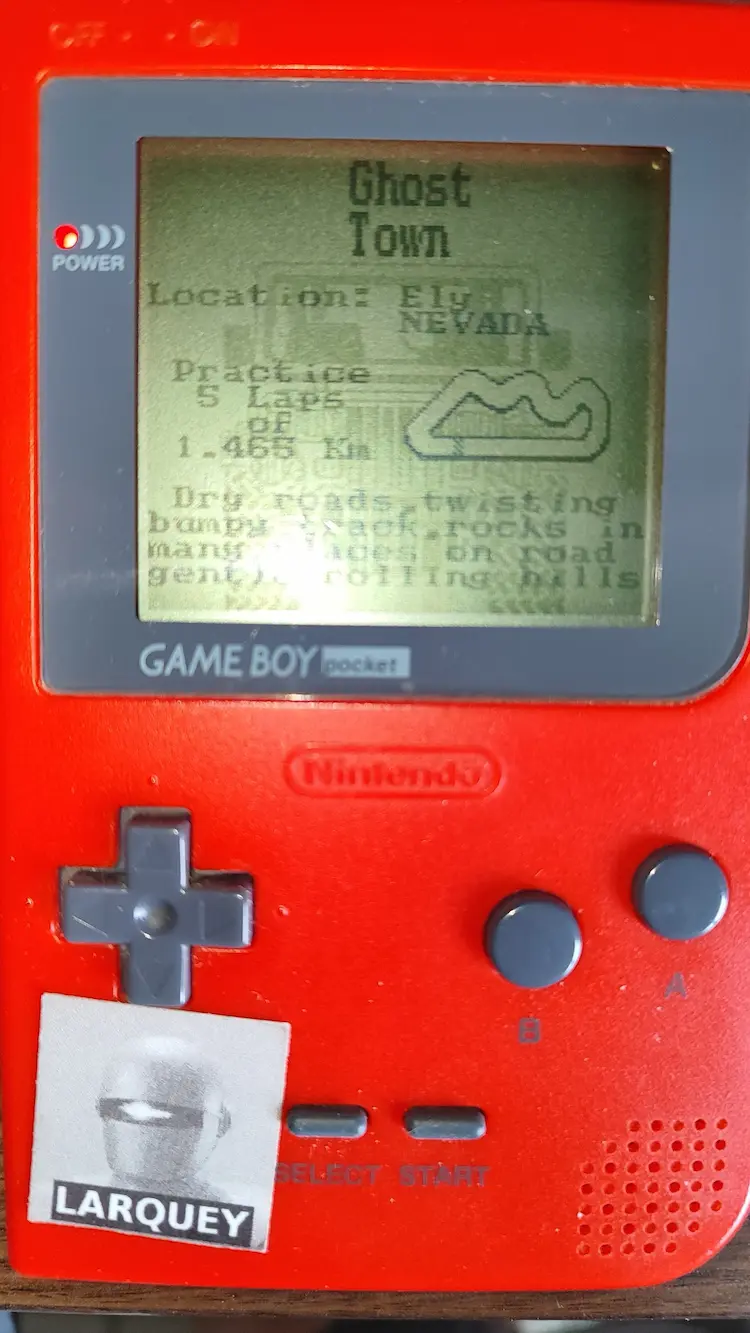 OFF · · ON
POWER
Ghost
Town
Location: Ely
NEVADA
Practice
5 Laps
of
1.465 Km
Dry roads,twisting
bumpy track,rocks in
many places on road
gentle rolling hills
GAME BOY pocket
Nintendo
A
B
SELECT START
LARQUEY